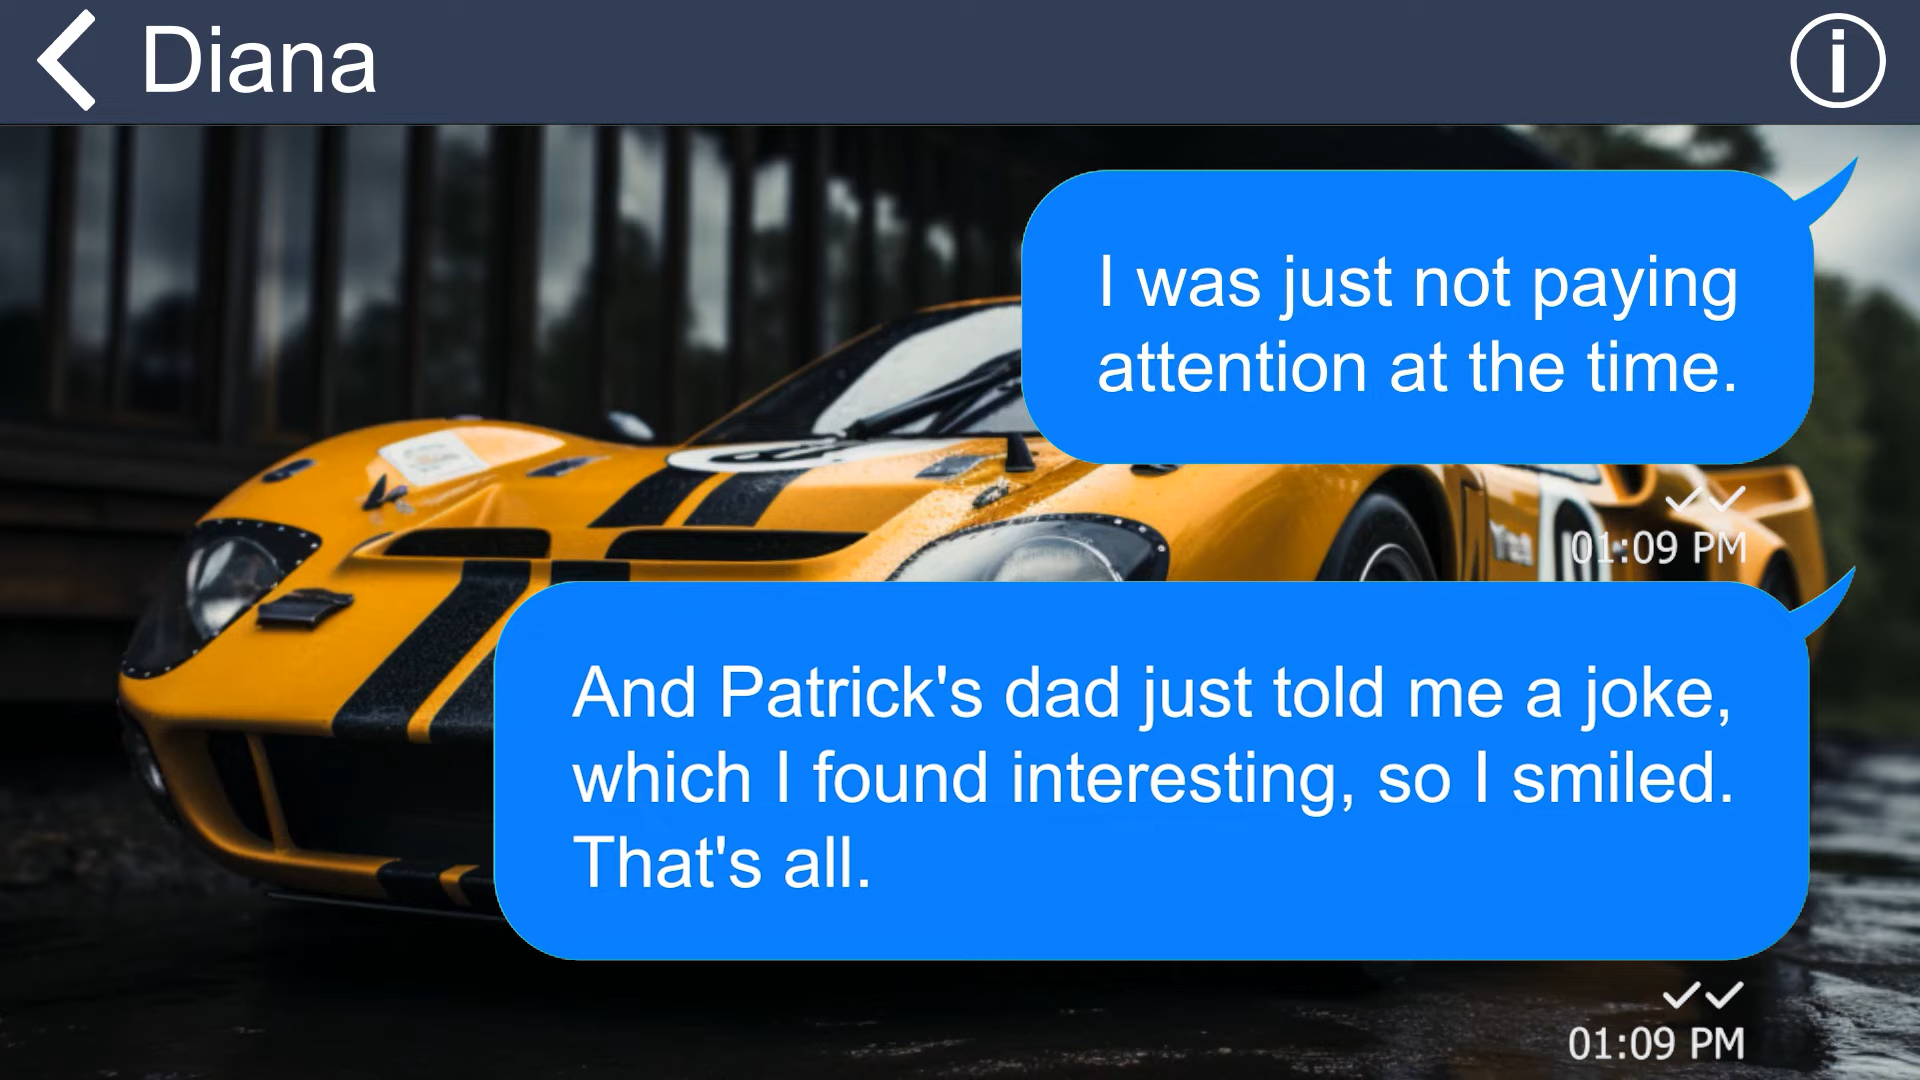 Diana
I was just not paying
attention at the time.
01:09 PM
And Patrick's dad just told me a joke,
which I found interesting, so I smiled.
That's all.
01:09 PM